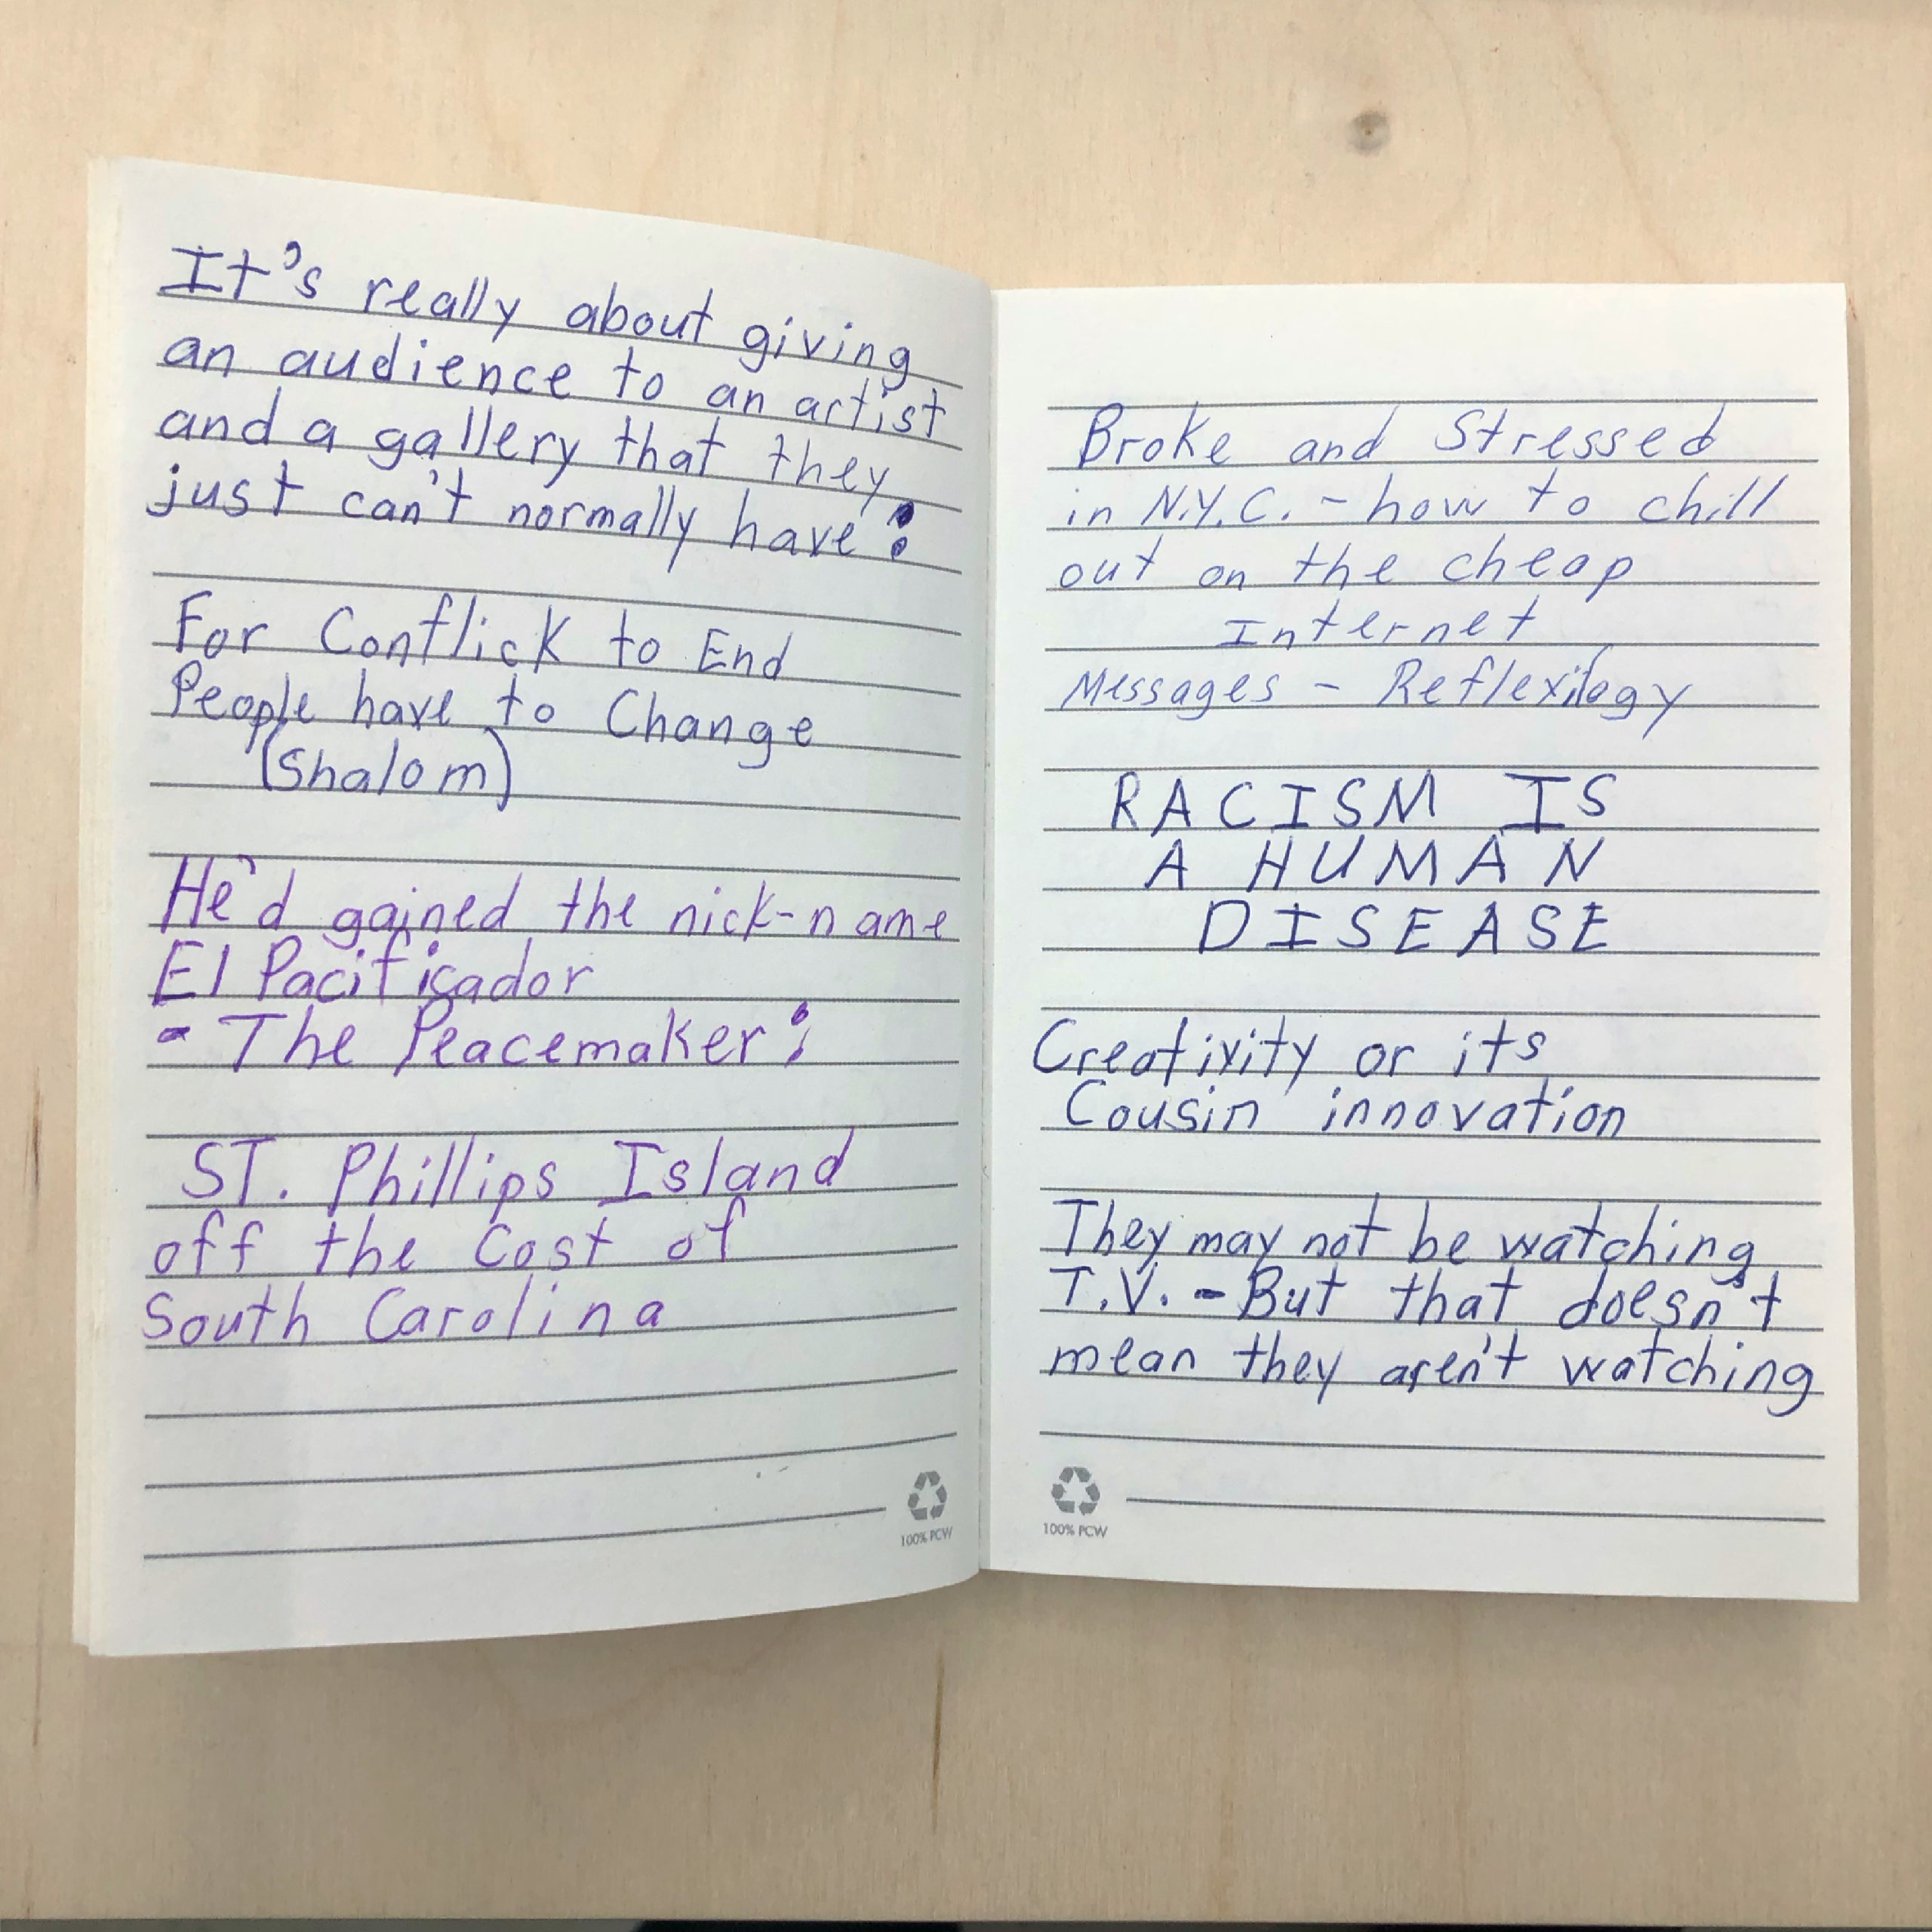 It's really about giving
an audience to an artist
and a gallery that they
just can't normally have:
For Conflick to End
People have to Change
(Shalom)
He'd gained the nick-name
El Pacificador
- The Peacemaker;
ST. Phillips Island
off the Cost of
South Carolina
100% PCW
Broke and Stressed
in N.Y.C. - how to chill
out on the cheap
Internet
Messages - Reflexilogy
RACISM IS
A HUMAN
DISEASE
Creativity or its
Cousin innovation
They may not be watching
T.V. - But that doesn't
mean they aren't watching
100% PCW